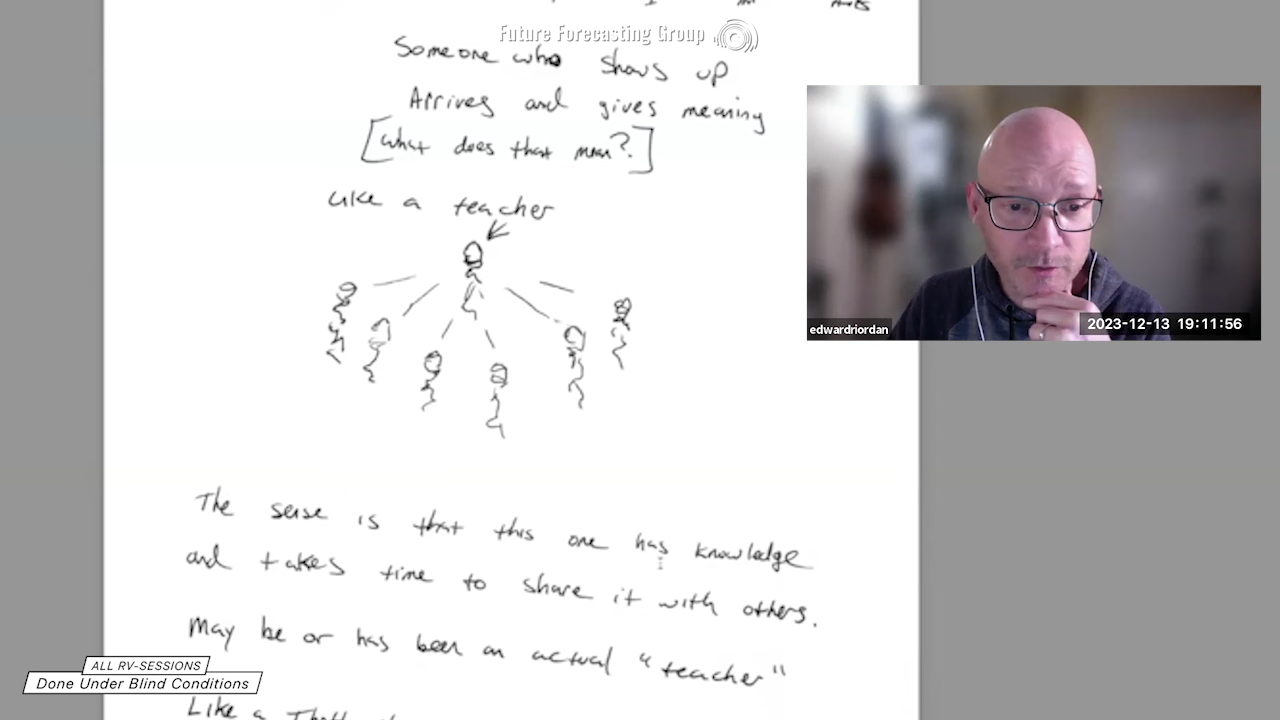 Future Forecasting Group
Someone who shows up
Arrives and gives meaning
[What does that mean?.]
Like a teacher
edwardriordan
2023-12-13 19:11:56
The sense is that this one has knowledge
and takes time to share it with others.
May be or has been an actual "teacher"
ALL RV-SESSIONS
Done Under Blind Conditions
Like a